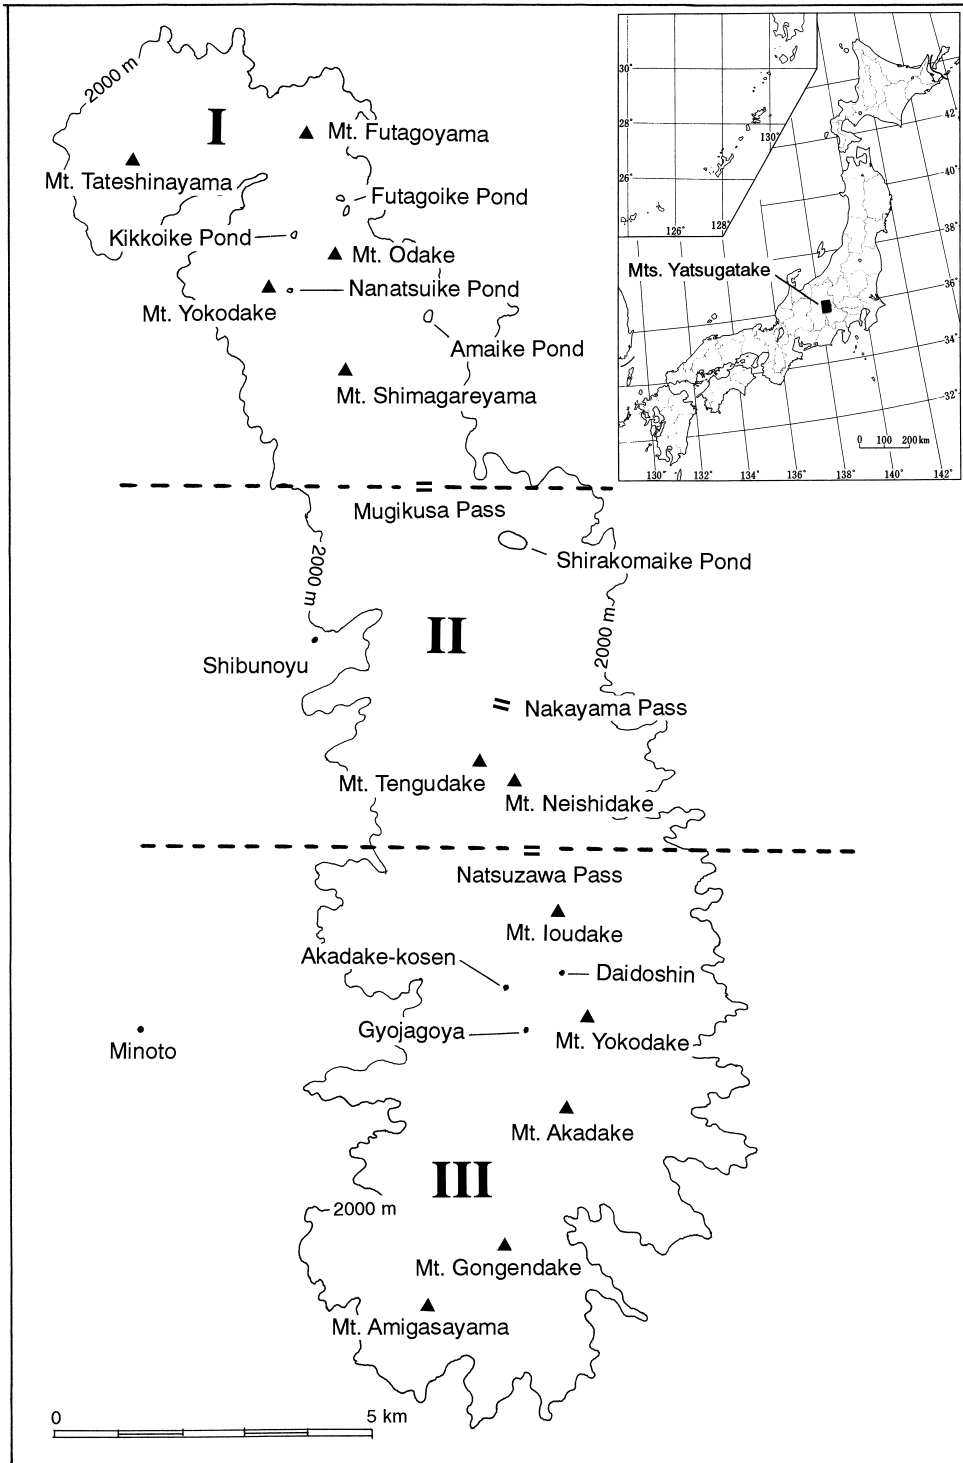 2000 m
I
Mt. Futagoyama
Mt. Tateshinayama
Futagoike Pond
Kikkoike Pond
Mt. Odake
Nanatsuike Pond
Mt. Yokodake
Amaike Pond
Mt. Shimagareyama
30°
28°
26°
130°
126°
128°
42°
40°
38°
36°
34°
32°
Mts. Yatsugatake
0 100 200km
130° 132° 134° 136° 138° 140° 142°
Mugikusa Pass
Shirakomaike Pond
2000 m
II
2000 m
Shibunoyu
Nakayama Pass
Mt. Tengudake
Mt. Neishidake
Natsuzawa Pass
Mt. Ioudake
Akadake-kosen
Daidoshin
Gyojagoya
Mt. Yokodake
Minoto
Mt. Akadake
III
2000 m
Mt. Gongendake
Mt. Amigasayama
0 5 km